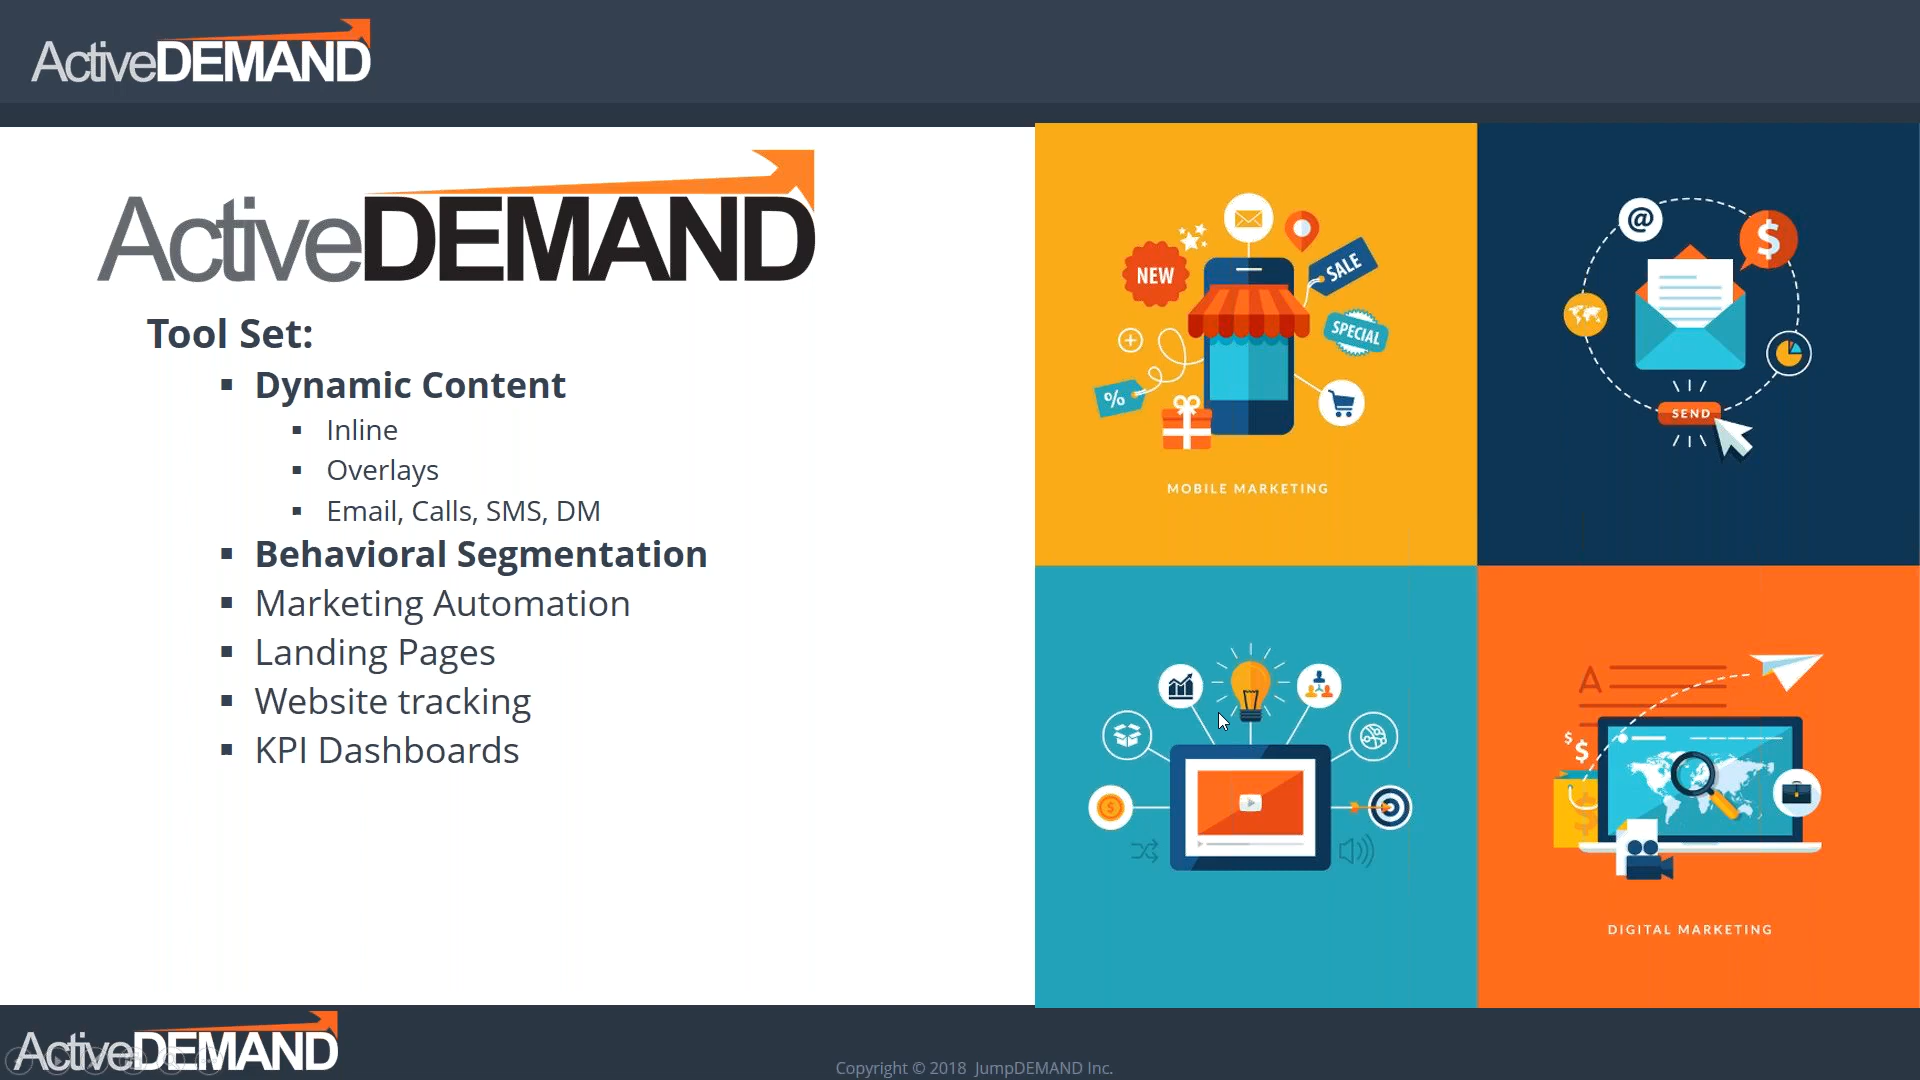 ActiveDEMAND
ActiveDEMAND
Tool Set:
▪ Dynamic Content
▪ Inline
▪ Overlays
▪ Email, Calls, SMS, DM
▪ Behavioral Segmentation
▪ Marketing Automation
▪ Landing Pages
▪ Website tracking
▪ KPI Dashboards
NEW
SALE
SPECIAL
%
MOBILE MARKETING
@
$
SEND
$
A
$
$
$
DIGITAL MARKETING
ActiveDEMAND
Copyright © 2018 JumpDEMAND Inc.